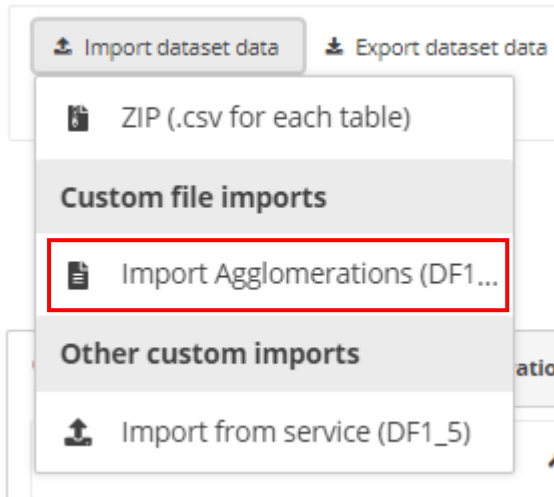 Import dataset data Export dataset data
ZIP (.csv for each table)
Custom file imports
Import Agglomerations (DF1...
Other custom imports
Import from service (DF1_5)